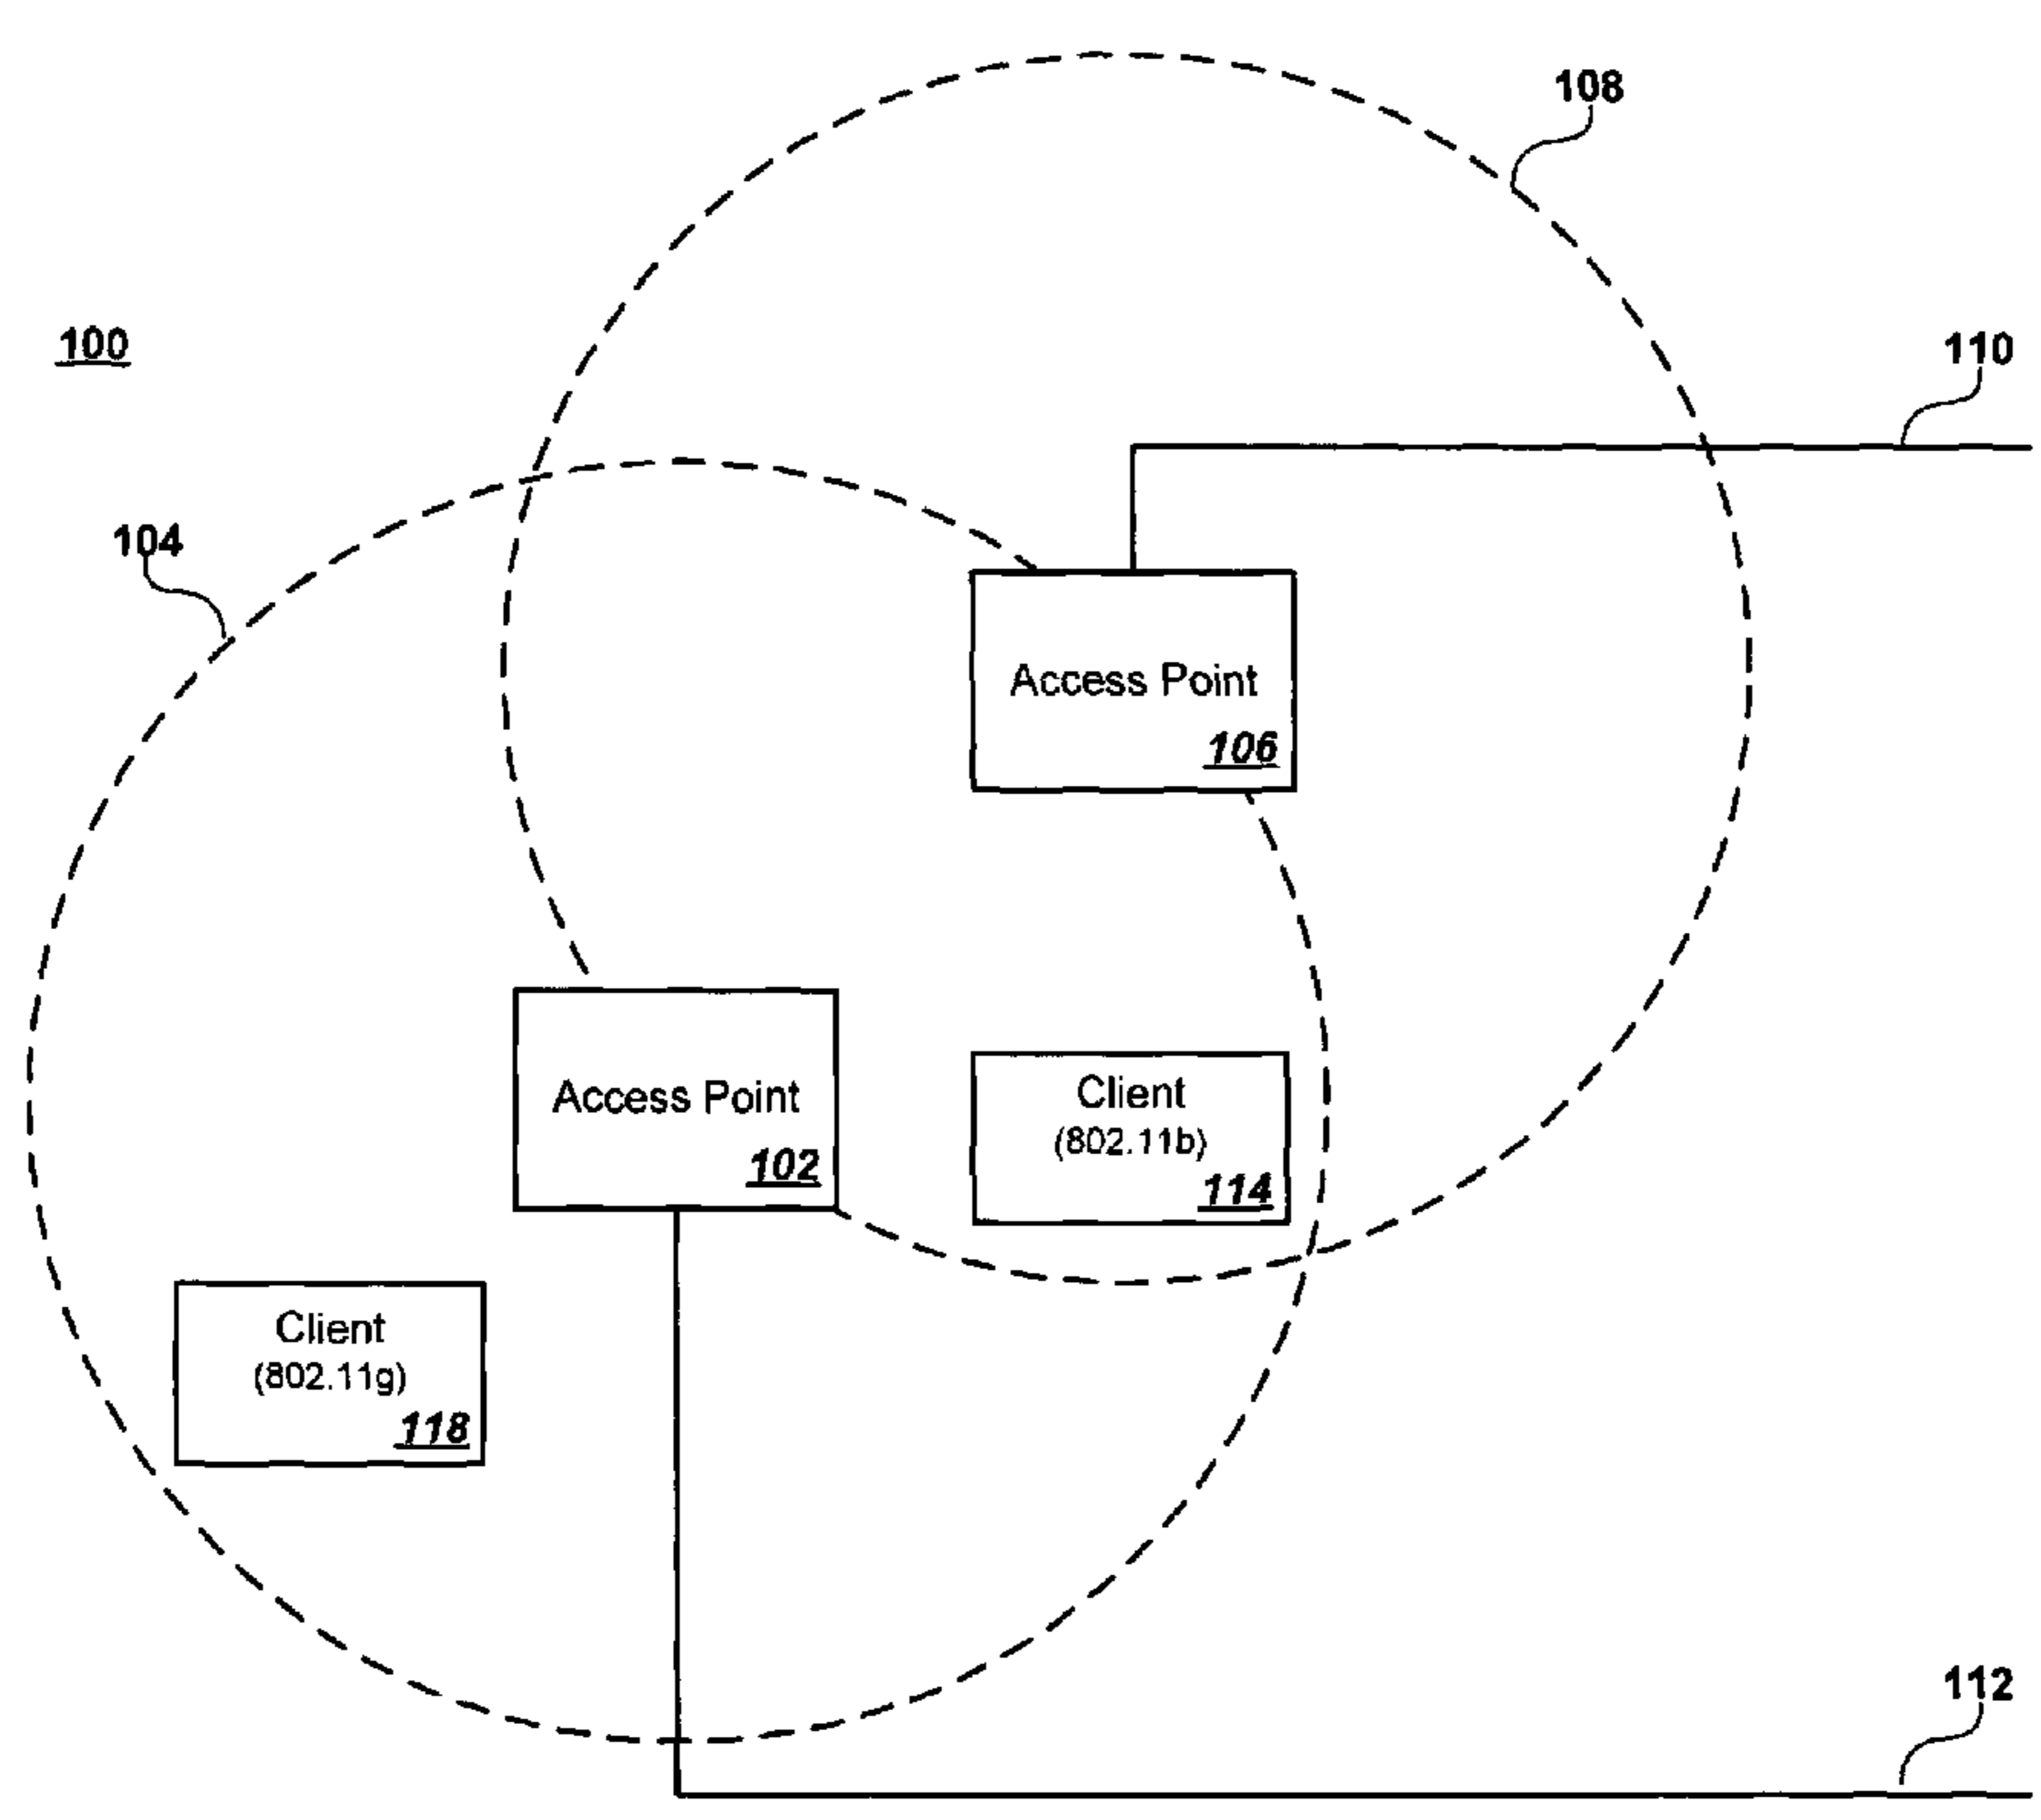 108
100
110
104
Access Point
106
Access Point
102
Client
(802.11b)
114
Client
(802.11g)
118
112